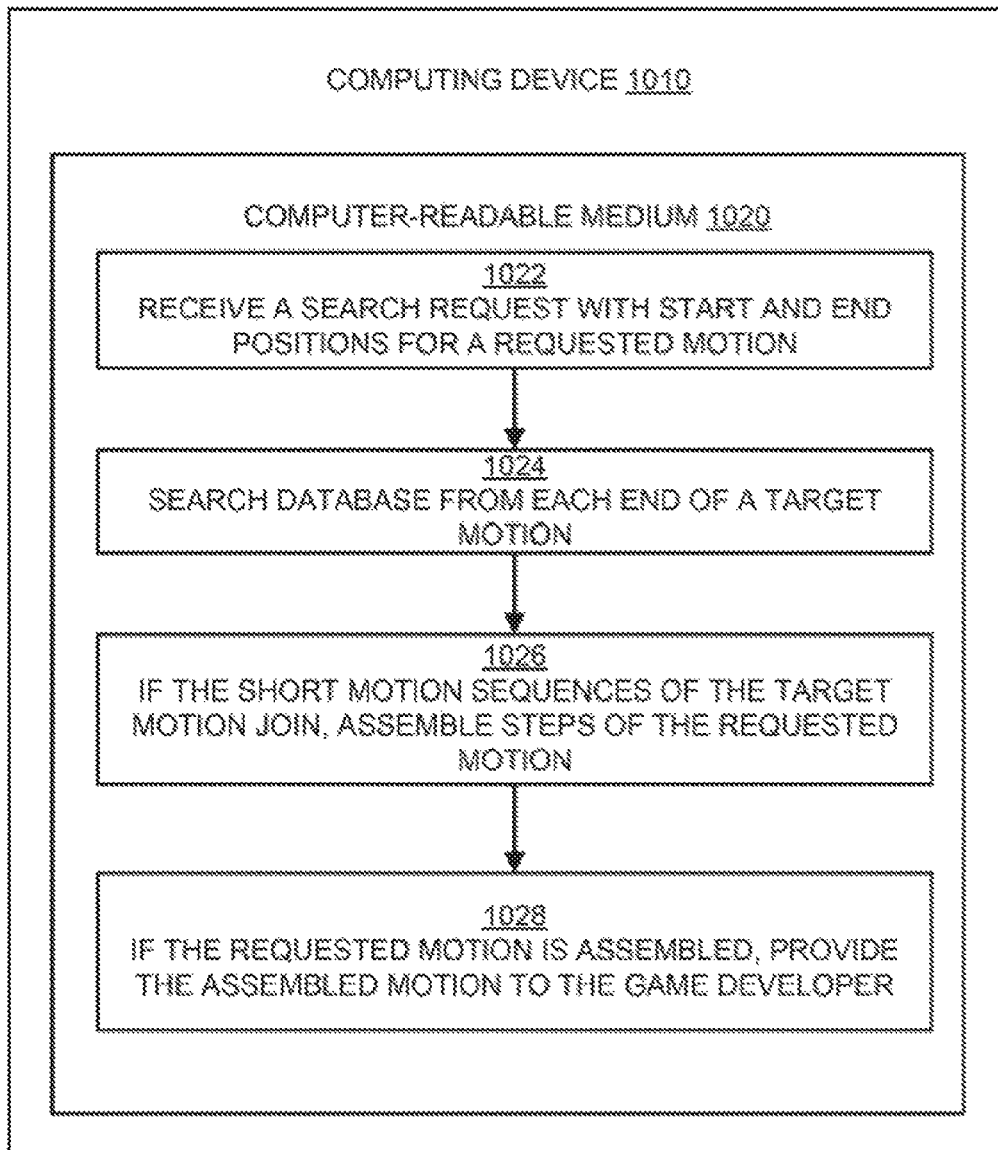 COMPUTING DEVICE 1010
COMPUTER-READABLE MEDIUM 1020
1022
RECEIVE A SEARCH REQUEST WITH START AND END
POSITIONS FOR A REQUESTED MOTION
1024
SEARCH DATABASE FROM EACH END OF A TARGET
MOTION
1026
IF THE SHORT MOTION SEQUENCES OF THE TARGET
MOTION JOIN, ASSEMBLE STEPS OF THE REQUESTED
MOTION
1028
IF THE REQUESTED MOTION IS ASSEMBLED, PROVIDE
THE ASSEMBLED MOTION TO THE GAME DEVELOPER